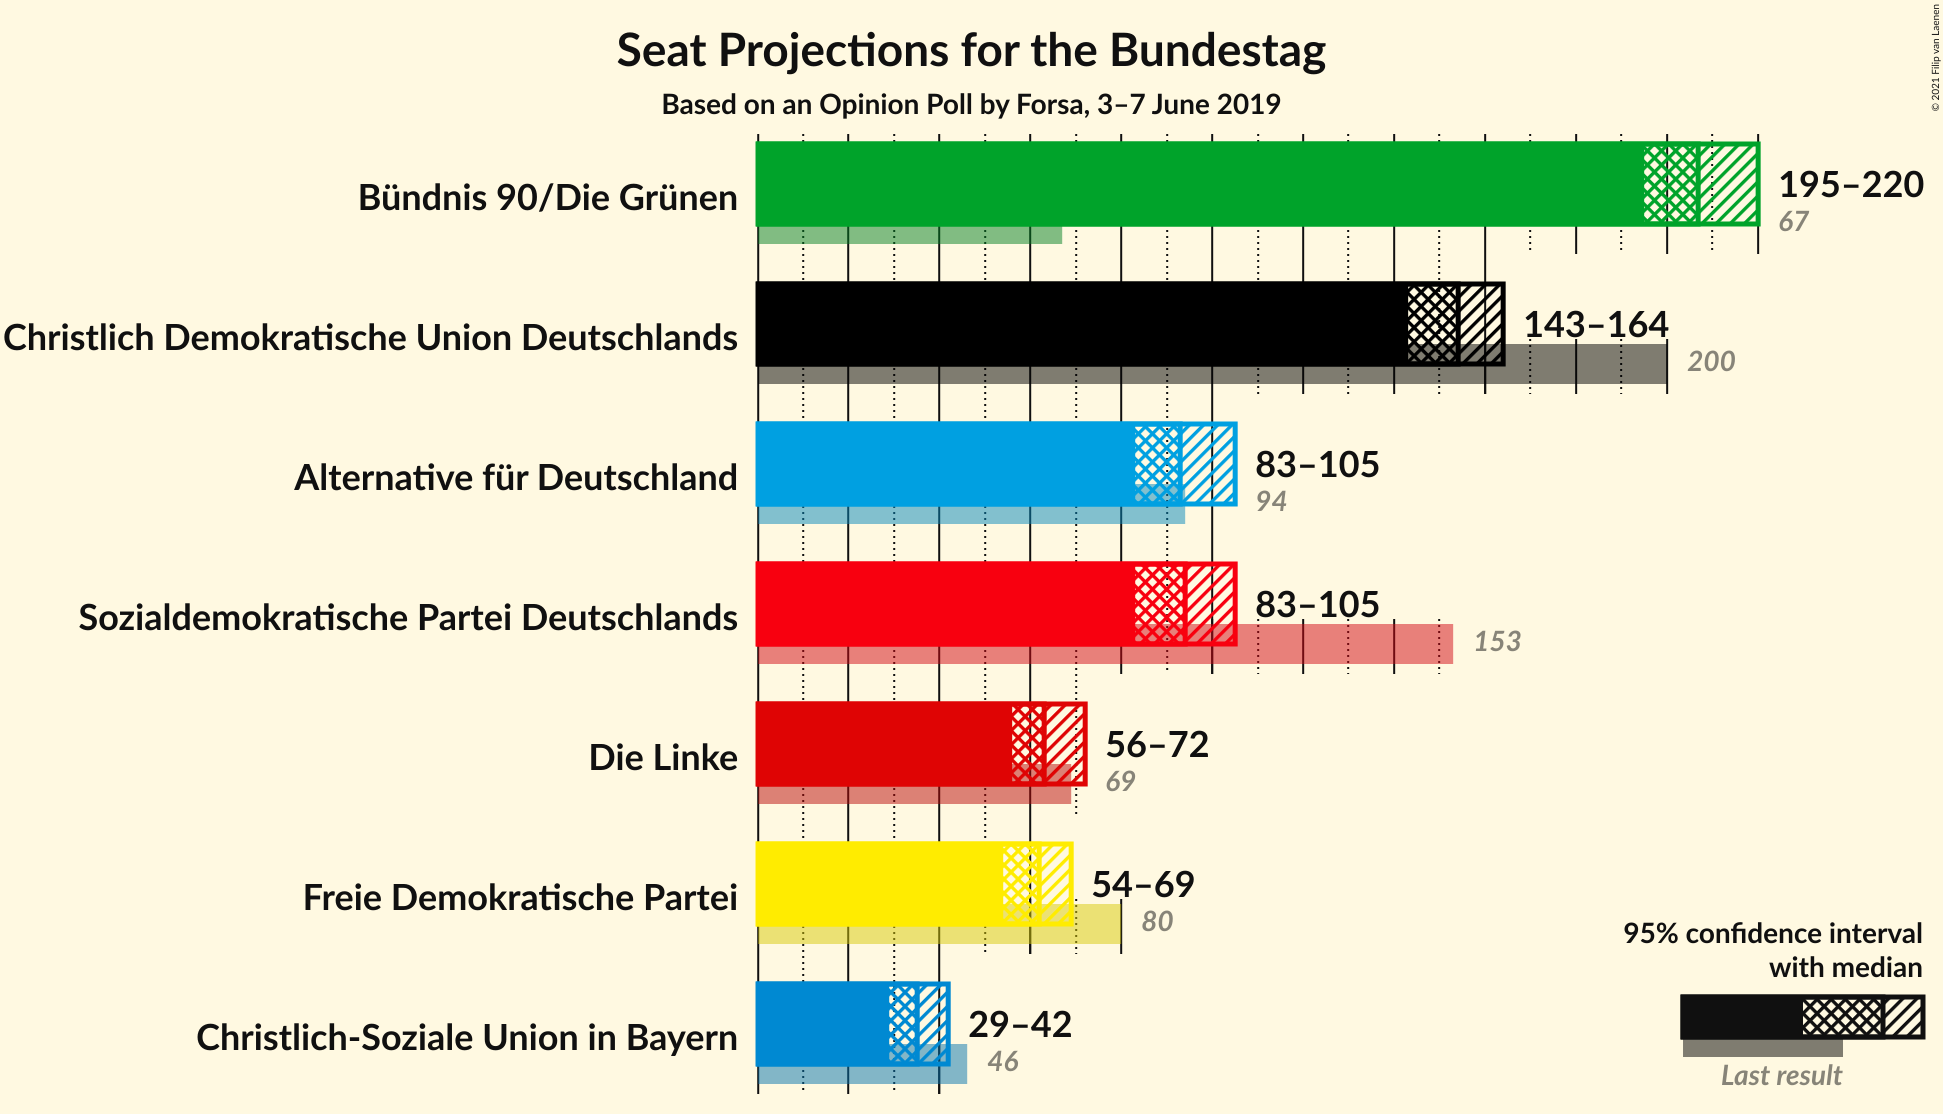 Seat Projections for the Bundestag
Based on an Opinion Poll by Forsa, 3–7 June 2019
© 2021 Filip van Laenen
Bündnis 90/Die Grünen
195–220
67
Christlich Demokratische Union Deutschlands
143–164
200
Alternative für Deutschland
83–105
94
Sozialdemokratische Partei Deutschlands
83–105
153
Die Linke
56–72
69
Freie Demokratische Partei
54–69
80
Christlich-Soziale Union in Bayern
29–42
46
95% confidence interval
with median
Last result